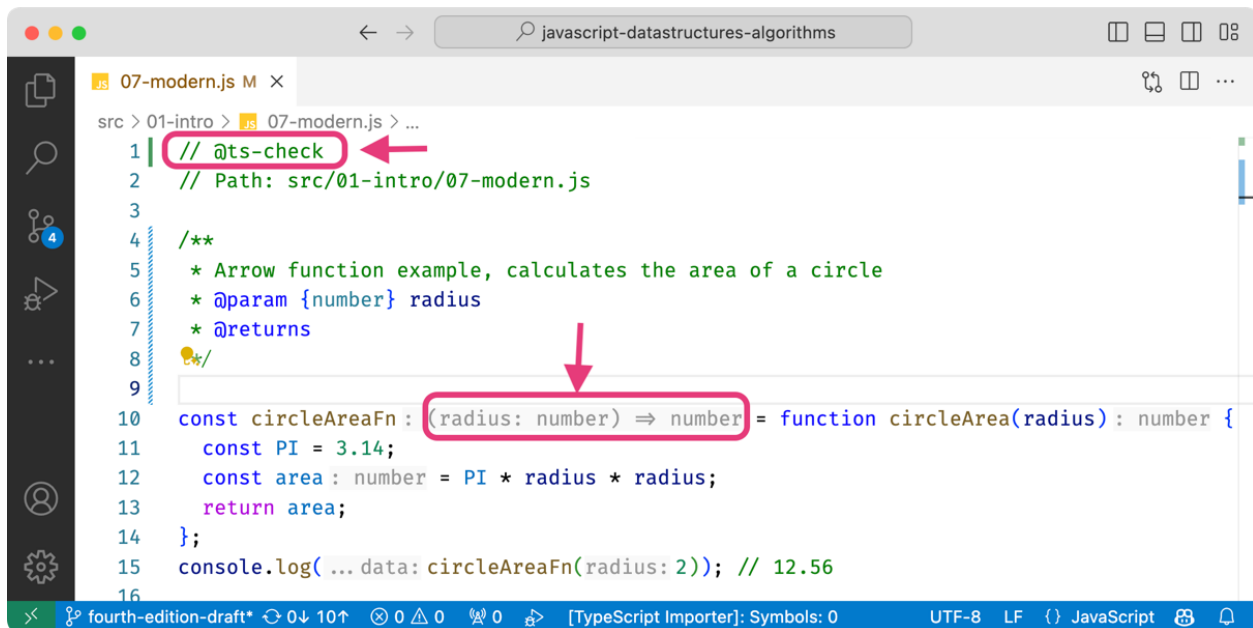 javascript-datastructures-algorithms
JS 07-modern.js M ×
src > 01-intro > JS 07-modern.js > ...
1 // @ts-check
2 // Path: src/01-intro/07-modern.js
3
4 /**
5 * Arrow function example, calculates the area of a circle
6 * @param {number} radius
7 * @returns
8 */
9
10 const circleAreaFn: (radius: number) => number = function circleArea(radius): number {
11 const PI = 3.14;
12 const area: number = PI * radius * radius;
13 return area;
14 };
15 console.log(...data: circleAreaFn(radius: 2)); // 12.56
16
4
fourth-edition-draft* 0↓ 10↑ 0 0 0 [TypeScript Importer]: Symbols: 0 UTF-8 LF {} JavaScript